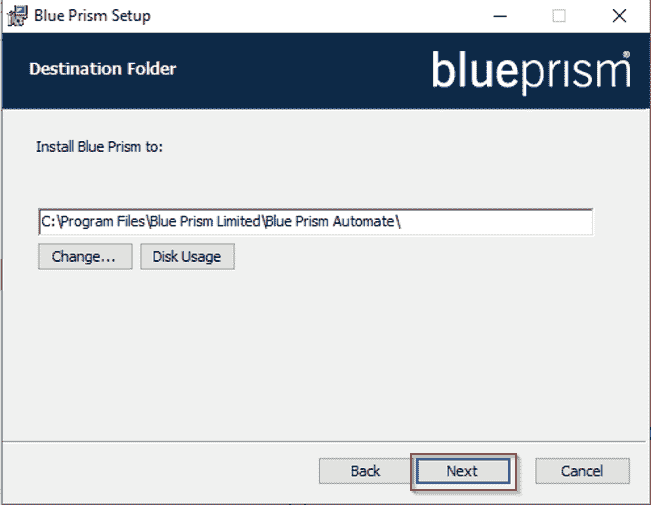 Blue Prism Setup
Destination Folder
blueprism®
Install Blue Prism to:
C:\Program Files\Blue Prism Limited\Blue Prism Automate\
Change... Disk Usage
Back Next Cancel